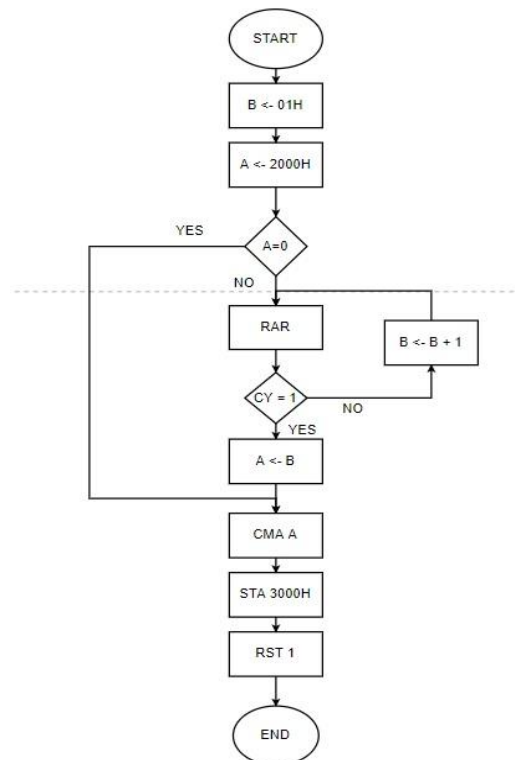 START
B <- 01H
A <- 2000H
YES
A=0
NO
RAR
B <- B + 1
CY = 1
NO
YES
A <- B
CMA A
STA 3000H
RST 1
END